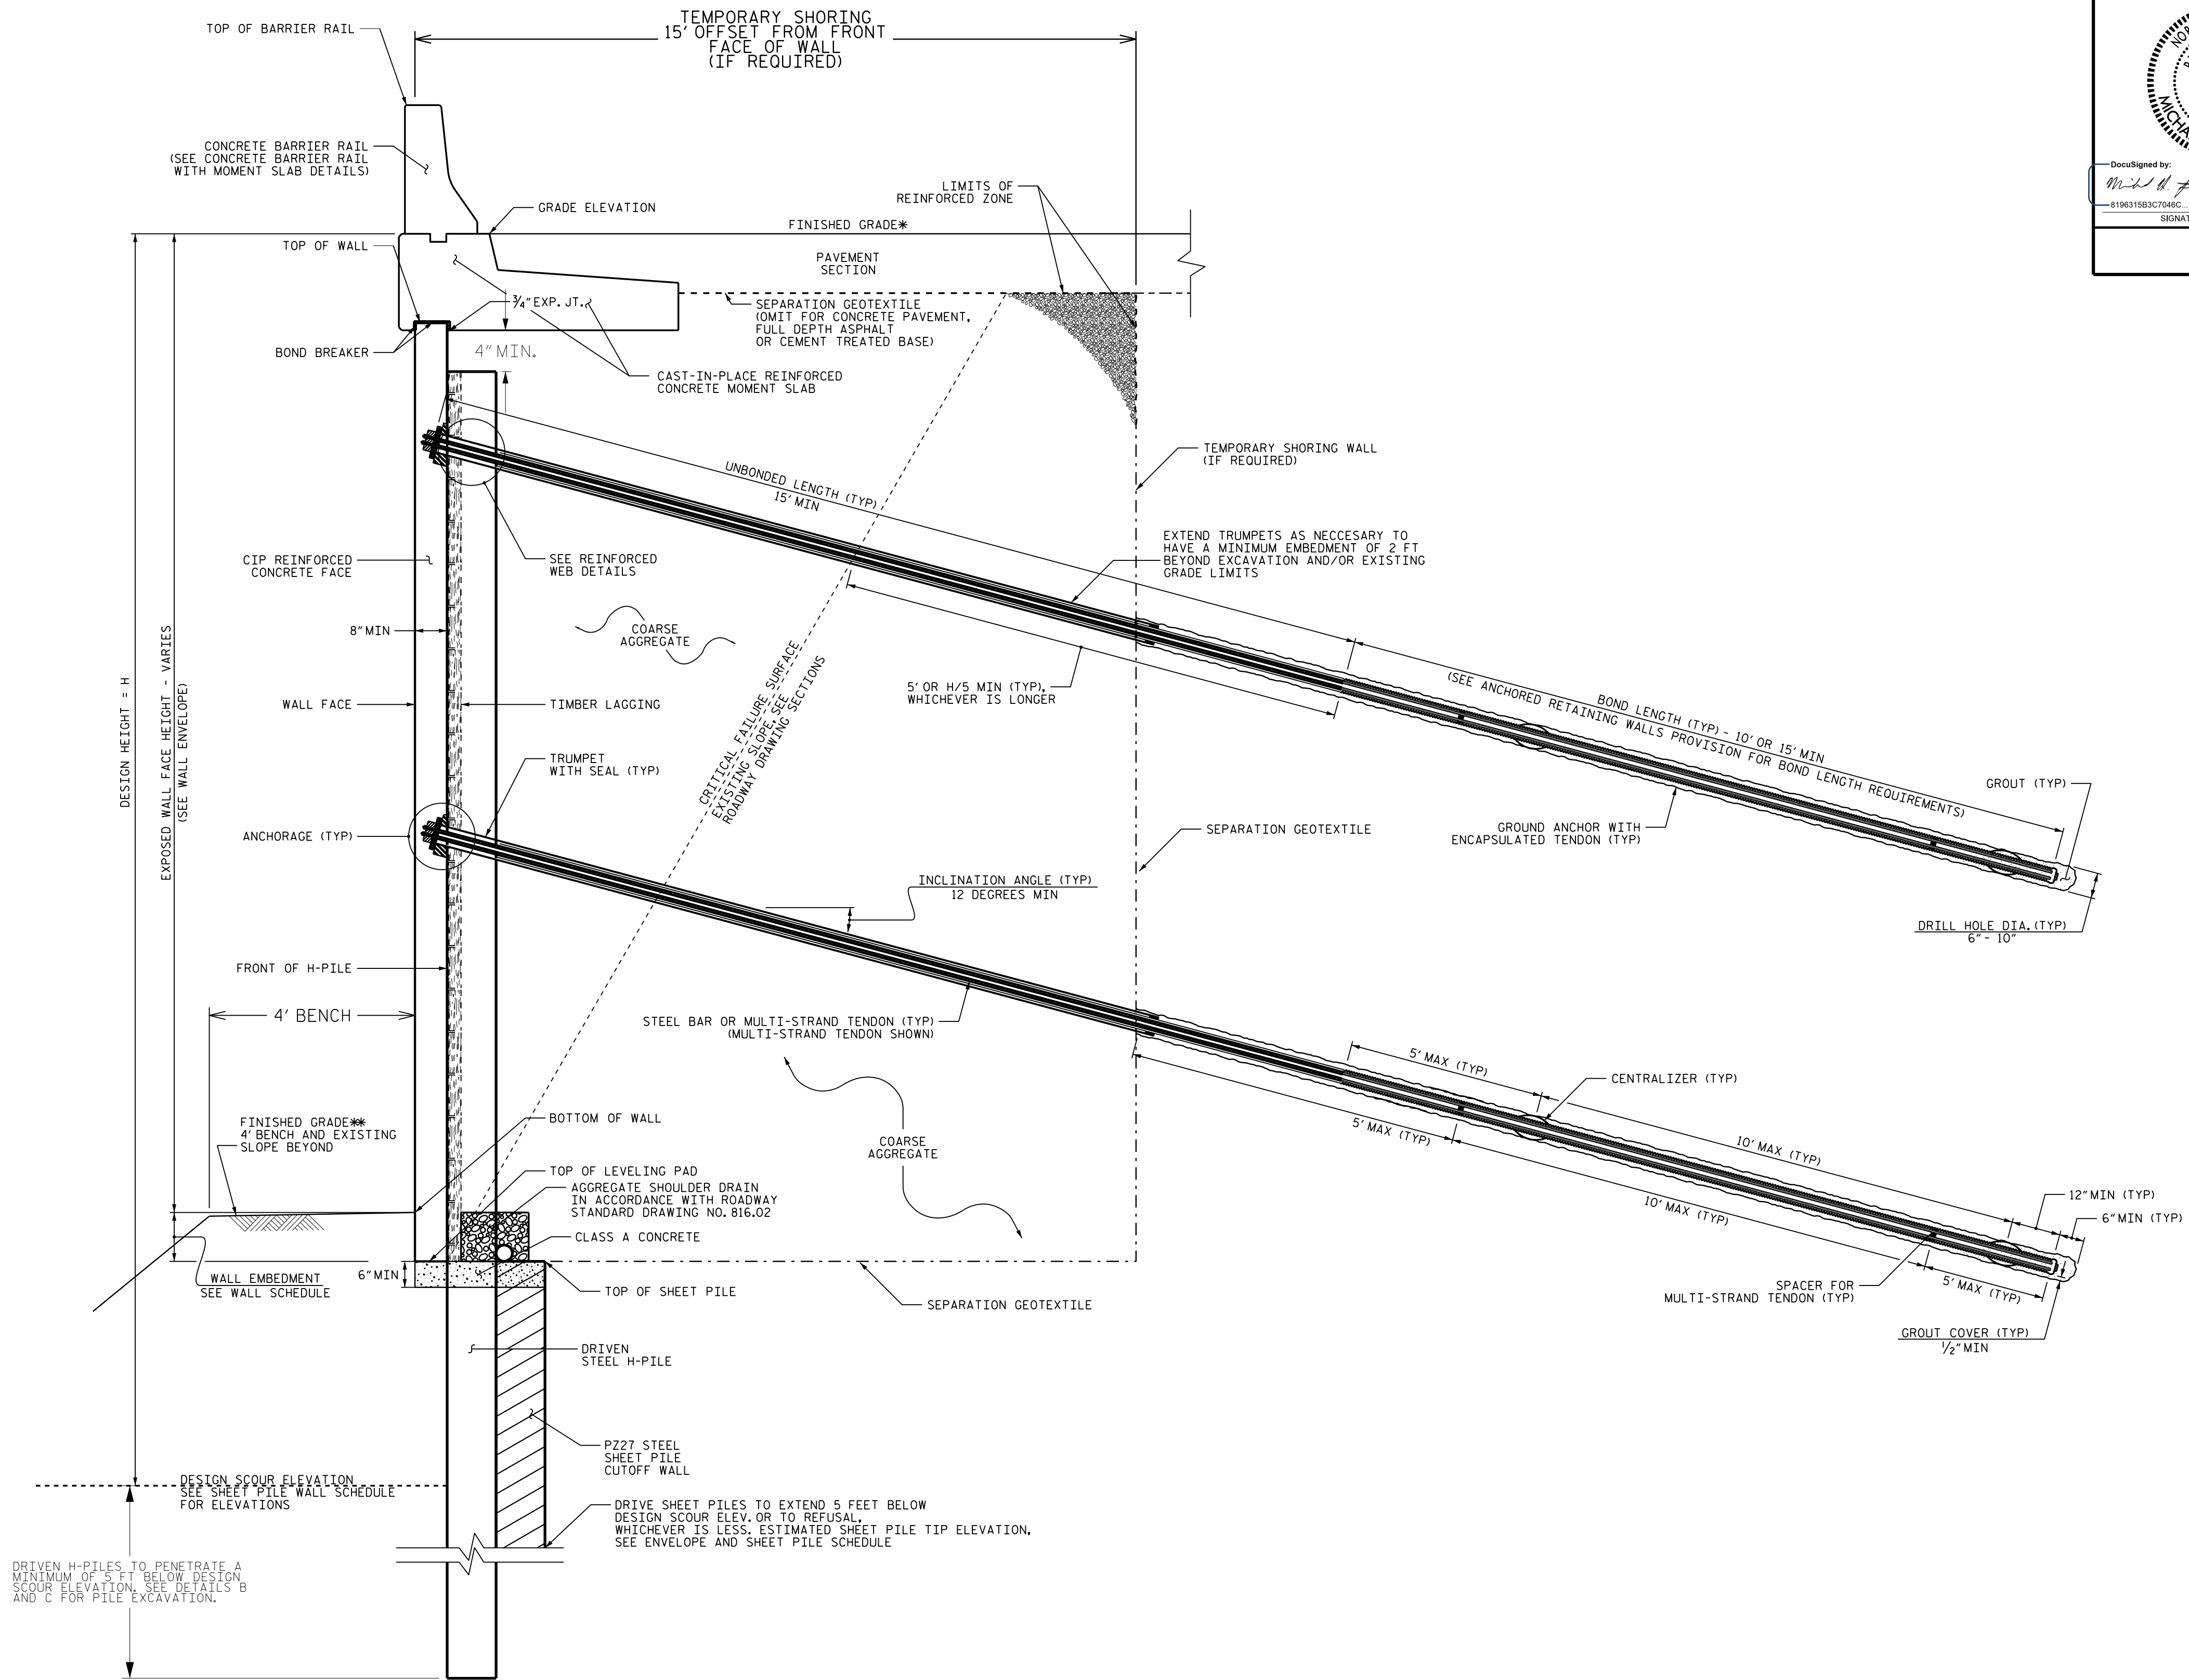 TEMPORARY SHORING
15' OFFSET FROM FRONT
FACE OF WALL
(IF REQUIRED)
TOP OF BARRIER RAIL
CONCRETE BARRIER RAIL
(SEE CONCRETE BARRIER RAIL
WITH MOMENT SLAB DETAILS)
GRADE ELEVATION
LIMITS OF
REINFORCED ZONE
FINISHED GRADE*
TOP OF WALL
PAVEMENT
SECTION
3/4" EXP. JT.
SEPARATION GEOTEXTILE
(OMIT FOR CONCRETE PAVEMENT,
FULL DEPTH ASPHALT
OR CEMENT TREATED BASE)
BOND BREAKER
4" MIN.
CAST-IN-PLACE REINFORCED
CONCRETE MOMENT SLAB
TEMPORARY SHORING WALL
(IF REQUIRED)
UNBONDED LENGTH (TYP)
15' MIN
EXTEND TRUMPETS AS NECCESARY TO
HAVE A MINIMUM EMBEDMENT OF 2 FT
BEYOND EXCAVATION AND/OR EXISTING
GRADE LIMITS
CIP REINFORCED
CONCRETE FACE
SEE REINFORCED
WEB DETAILS
8" MIN
COARSE
AGGREGATE
DESIGN HEIGHT = H
EXPOSED WALL FACE HEIGHT - VARIES
(SEE WALL ENVELOPE)
CRITICAL FAILURE SURFACE
EXISTING SLOPE, SEE
ROADWAY DRAWING SECTIONS
5' OR H/5 MIN (TYP),
WHICHEVER IS LONGER
BOND LENGTH (TYP) - 10' OR 15' MIN
(SEE ANCHORED RETAINING WALLS PROVISION FOR BOND LENGTH REQUIREMENTS)
WALL FACE
TIMBER LAGGING
TRUMPET
WITH SEAL (TYP)
GROUT (TYP)
ANCHORAGE (TYP)
SEPARATION GEOTEXTILE
GROUND ANCHOR WITH
ENCAPSULATED TENDON (TYP)
INCLINATION ANGLE (TYP)
12 DEGREES MIN
DRILL HOLE DIA. (TYP)
6" - 10"
FRONT OF H-PILE
4' BENCH
STEEL BAR OR MULTI-STRAND TENDON (TYP)
(MULTI-STRAND TENDON SHOWN)
5' MAX (TYP)
CENTRALIZER (TYP)
FINISHED GRADE**
4' BENCH AND EXISTING
SLOPE BEYOND
BOTTOM OF WALL
COARSE
AGGREGATE
5' MAX (TYP)
10' MAX (TYP)
TOP OF LEVELING PAD
AGGREGATE SHOULDER DRAIN
IN ACCORDANCE WITH ROADWAY
STANDARD DRAWING NO. 816.02
10' MAX (TYP)
12" MIN (TYP)
6" MIN (TYP)
CLASS A CONCRETE
6" MIN
WALL EMBEDMENT
SEE WALL SCHEDULE
TOP OF SHEET PILE
SEPARATION GEOTEXTILE
SPACER FOR
MULTI-STRAND TENDON (TYP)
5' MAX (TYP)
GROUT COVER (TYP)
1/2" MIN
DRIVEN
STEEL H-PILE
PZ27 STEEL
SHEET PILE
CUTOFF WALL
DESIGN SCOUR ELEVATION
SEE SHEET PILE WALL SCHEDULE
FOR ELEVATIONS
DRIVE SHEET PILES TO EXTEND 5 FEET BELOW
DESIGN SCOUR ELEV. OR TO REFUSAL,
WHICHEVER IS LESS. ESTIMATED SHEET PILE TIP ELEVATION,
SEE ENVELOPE AND SHEET PILE SCHEDULE
DRIVEN H-PILES TO PENETRATE A
MINIMUM OF 5 FT BELOW DESIGN
SCOUR ELEVATION. SEE DETAILS B
AND C FOR PILE EXCAVATION.
DocuSigned by:
8196315B3C7046C...